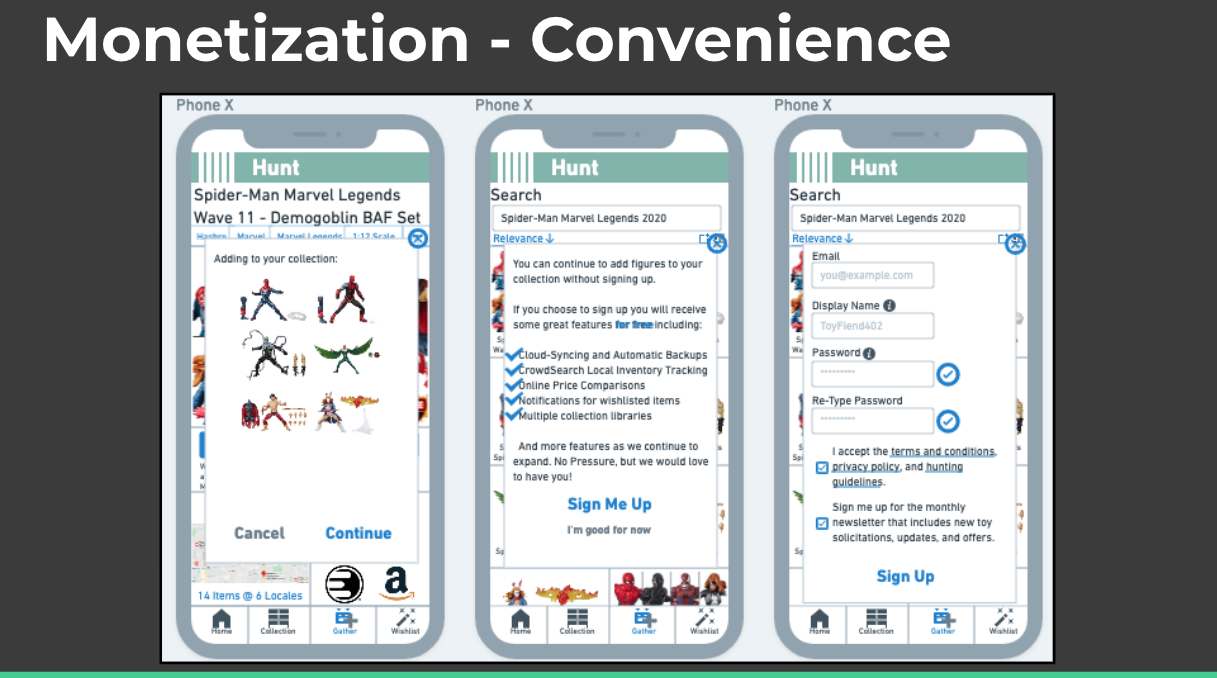 Monetization - Convenience
Phone X
Hunt
Spider-Man Marvel Legends
Wave 11 - Demogoblin BAF Set
Hasbro
Marvel
Marvel Legends
1:12 Scale
Adding to your collection:
Cancel
Continue
14 Items @ 6 Locales
a
Home
Collection
Gather
Wishlist
Phone X
Hunt
Search
Spider-Man Marvel Legends 2020
Relevance
You can continue to add figures to your
collection without signing up.
If you choose to sign up you will receive
some great features for free including:
Cloud-Syncing and Automatic Backups
CrowdSearch Local Inventory Tracking
Online Price Comparisons
Notifications for wishlisted items
Multiple collection libraries
And more features as we continue to
expand. No Pressure, but we would love
to have you!
Sign Me Up
I'm good for now
Home
Collection
Gather
Wishlist
Phone X
Hunt
Search
Spider-Man Marvel Legends 2020
Relevance
Email
you@example.com
Display Name
ToyFiend402
Password
Re-Type Password
I accept the terms and conditions,
privacy policy, and hunting
guidelines.
Sign me up for the monthly
newsletter that includes new toy
solicitations, updates, and offers.
Sign Up
Home
Collection
Gather
Wishlist